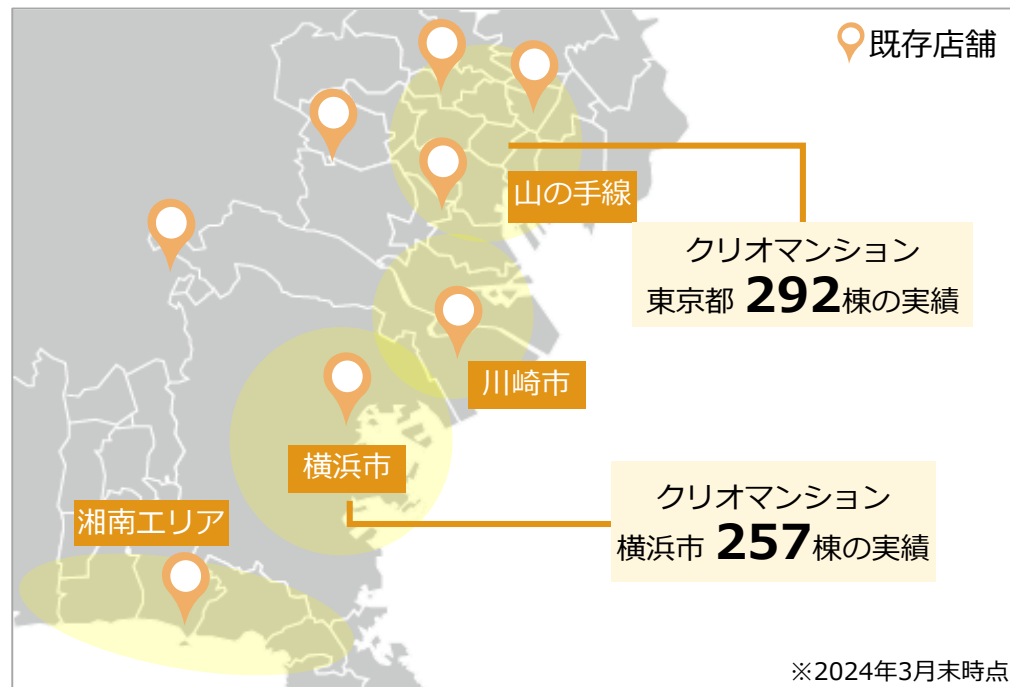 既存店舗
山の手線
クリオマンション
東京都 292棟の実績
川崎市
横浜市
クリオマンション
横浜市 257棟の実績
湘南エリア
※2024年3月末時点